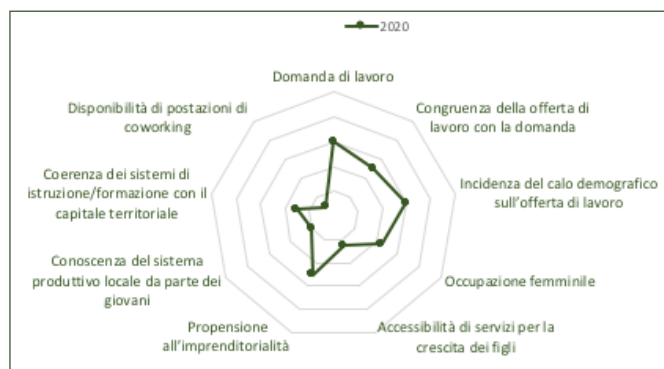 2020
Domanda di lavoro
Congruenza della offerta di
lavoro con la domanda
Incidenza del calo demografico
sull'offerta di lavoro
Occupazione femminile
Accessibilità di servizi per la
crescita dei figli
Propensione
all'imprenditorialità
Conoscenza del sistema
produttivo locale da parte dei
giovani
Coerenza dei sistemi di
istruzione/formazione con il
capitale territoriale
Disponibilità di postazioni di
coworking